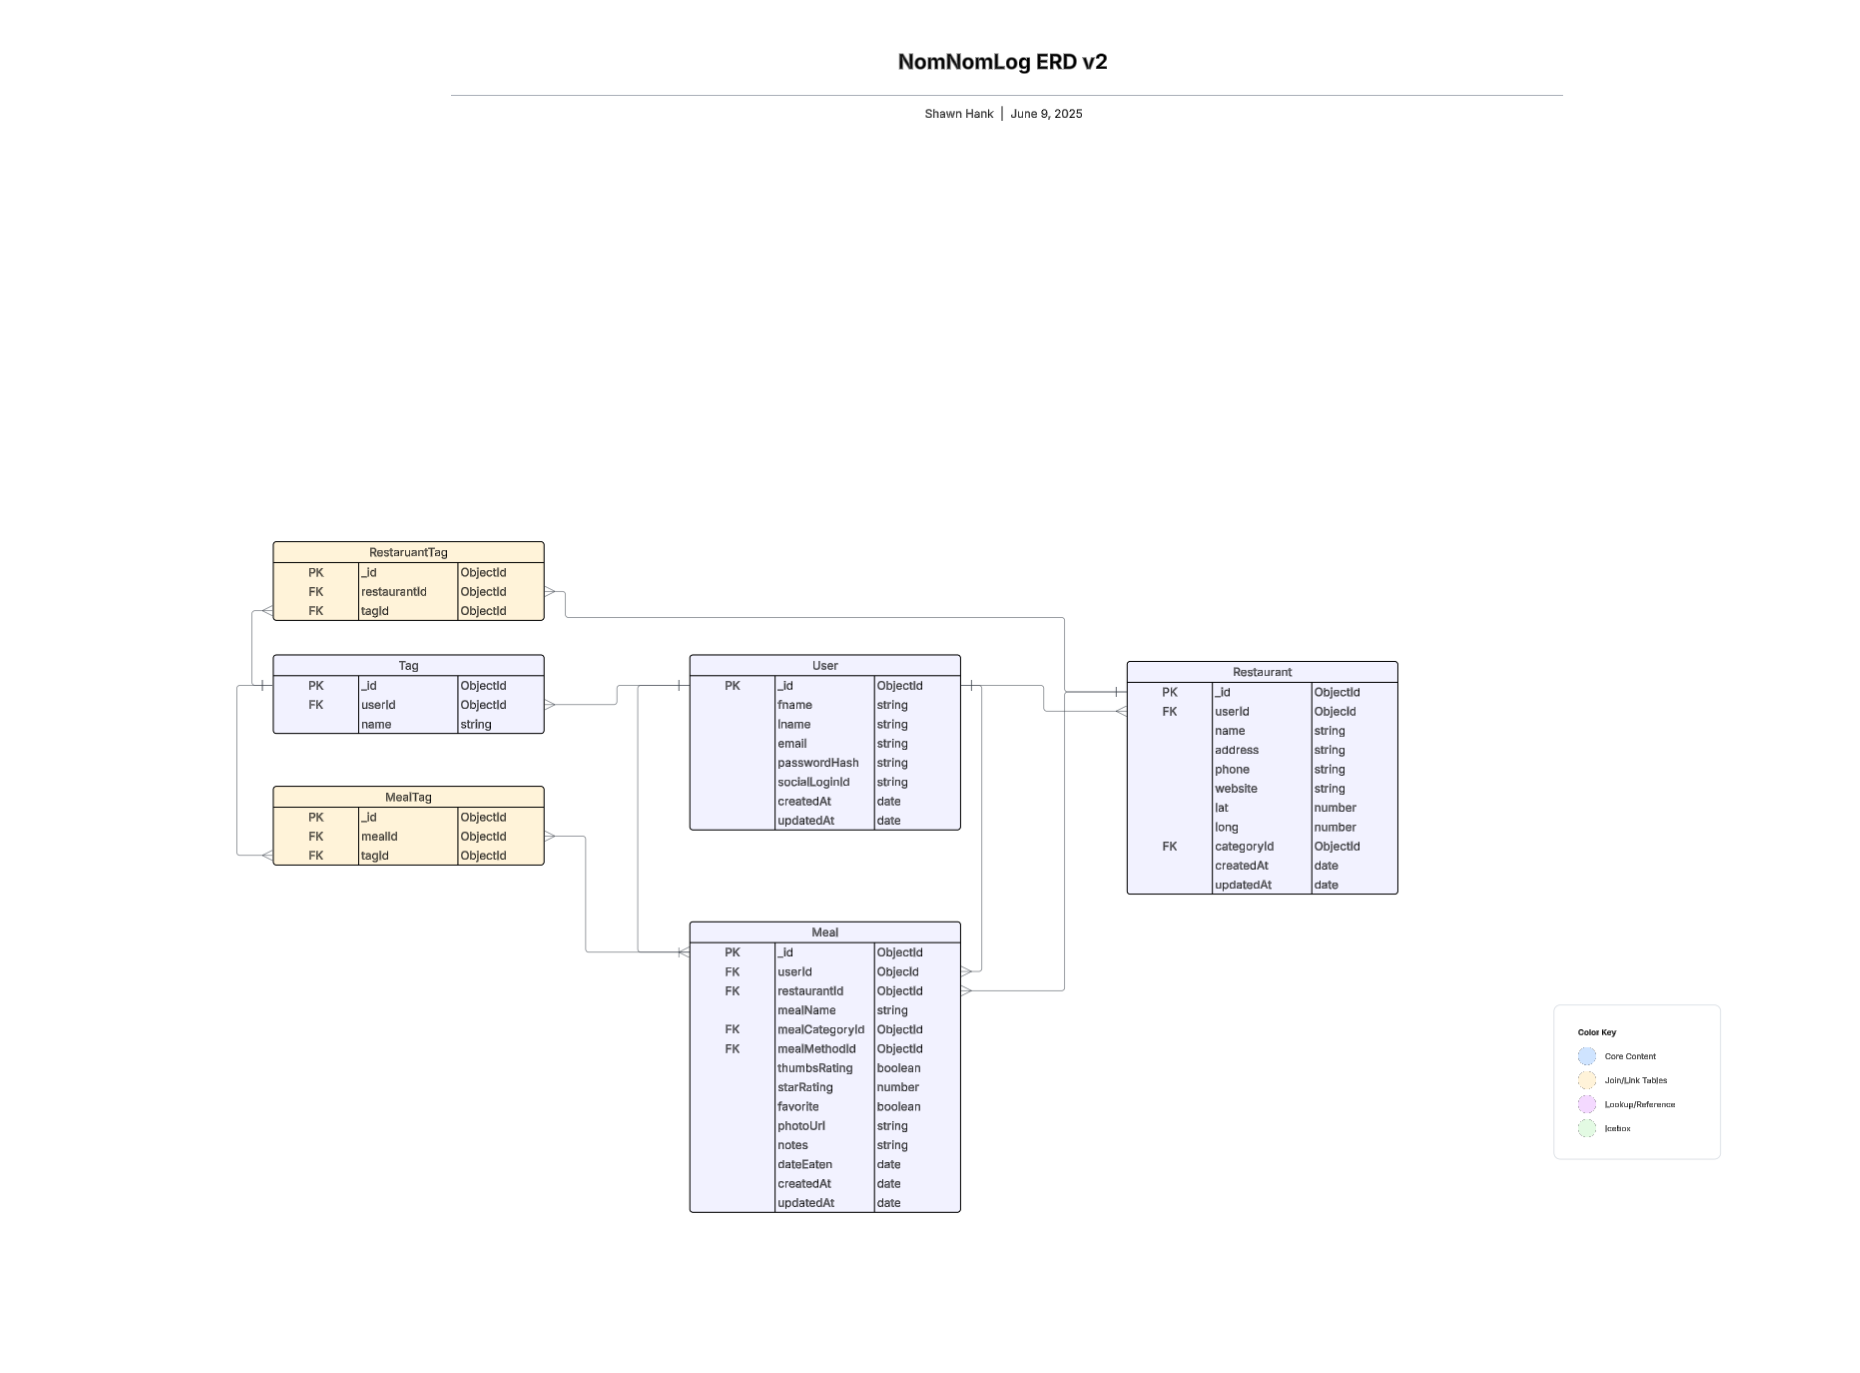 NomNomLog ERD v2
Shawn Hank | June 9, 2025
RestaruantTag
PK _id ObjectId
FK restaurantId ObjectId
FK tagId ObjectId
Tag
PK _id ObjectId
FK userId ObjectId
name string
MealTag
PK _id ObjectId
FK mealId ObjectId
FK tagId ObjectId
User
PK _id ObjectId
fname string
lname string
email string
passwordHash string
socialLoginId string
createdAt date
updatedAt date
Meal
PK _id ObjectId
FK userId ObjecId
FK restaurantId ObjectId
mealName string
FK mealCategoryId ObjectId
FK mealMethodId ObjectId
thumbsRating boolean
starRating number
favorite boolean
photoUrl string
notes string
dateEaten date
createdAt date
updatedAt date
Restaurant
PK _id ObjectId
FK userId ObjecId
name string
address string
phone string
website string
lat number
long number
FK categoryId ObjectId
createdAt date
updatedAt date
Color Key
Core Content
Join/Link Tables
Lookup/Reference
Icebox